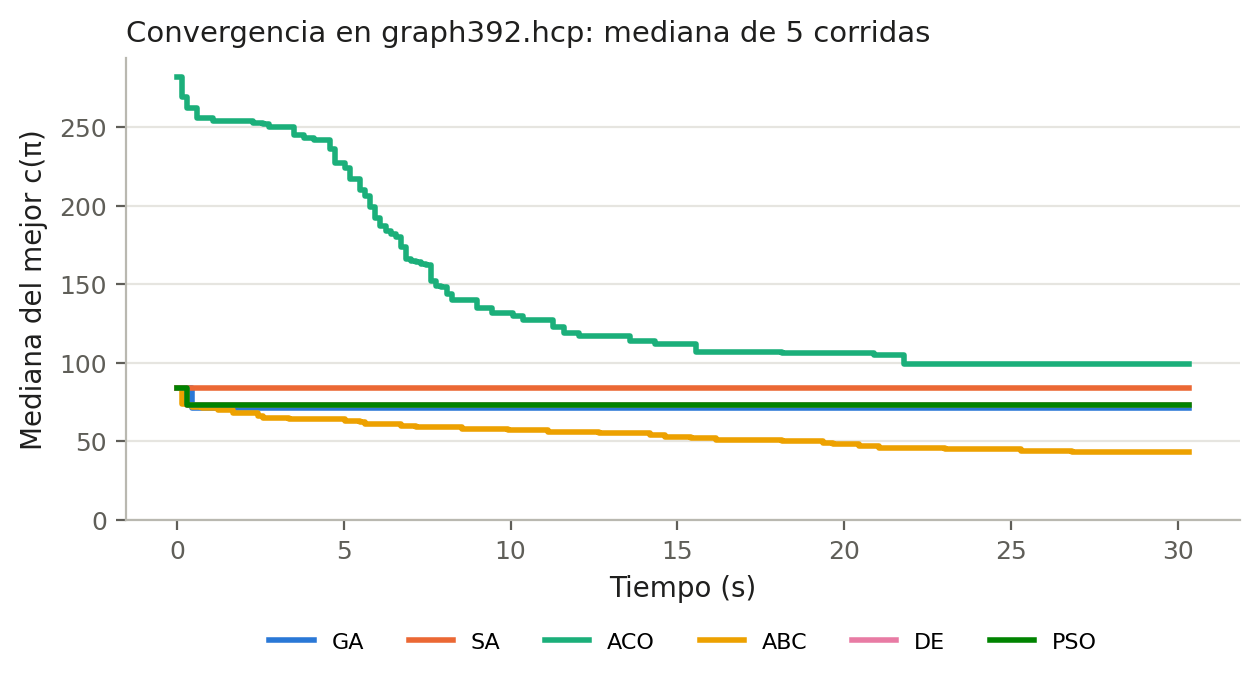 Convergencia en graph392.hcp: mediana de 5 corridas
Mediana del mejor c(π)
250
200
150
100
50
0
0 5 10 15 20 25 30
Tiempo (s)
GA SA ACO ABC DE PSO